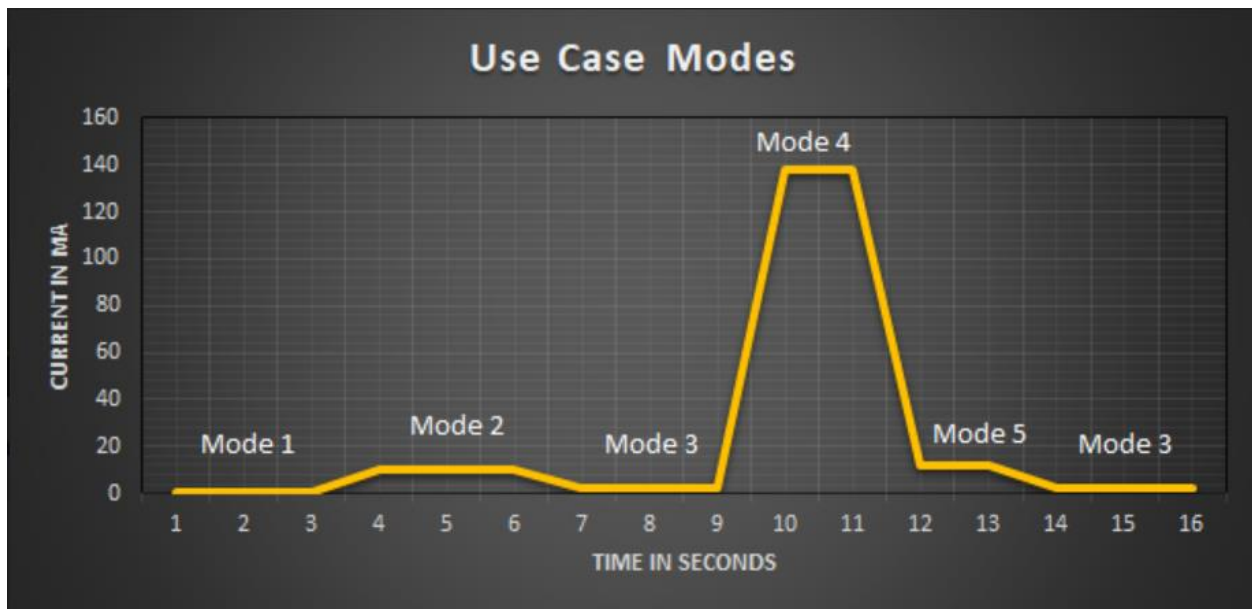 Use Case Modes
160
140
120
100
80
60
40
20
0
CURRENT IN MA
Mode 1
Mode 2
Mode 3
Mode 4
Mode 5
Mode 3
1 2 3 4 5 6 7 8 9 10 11 12 13 14 15 16
TIME IN SECONDS